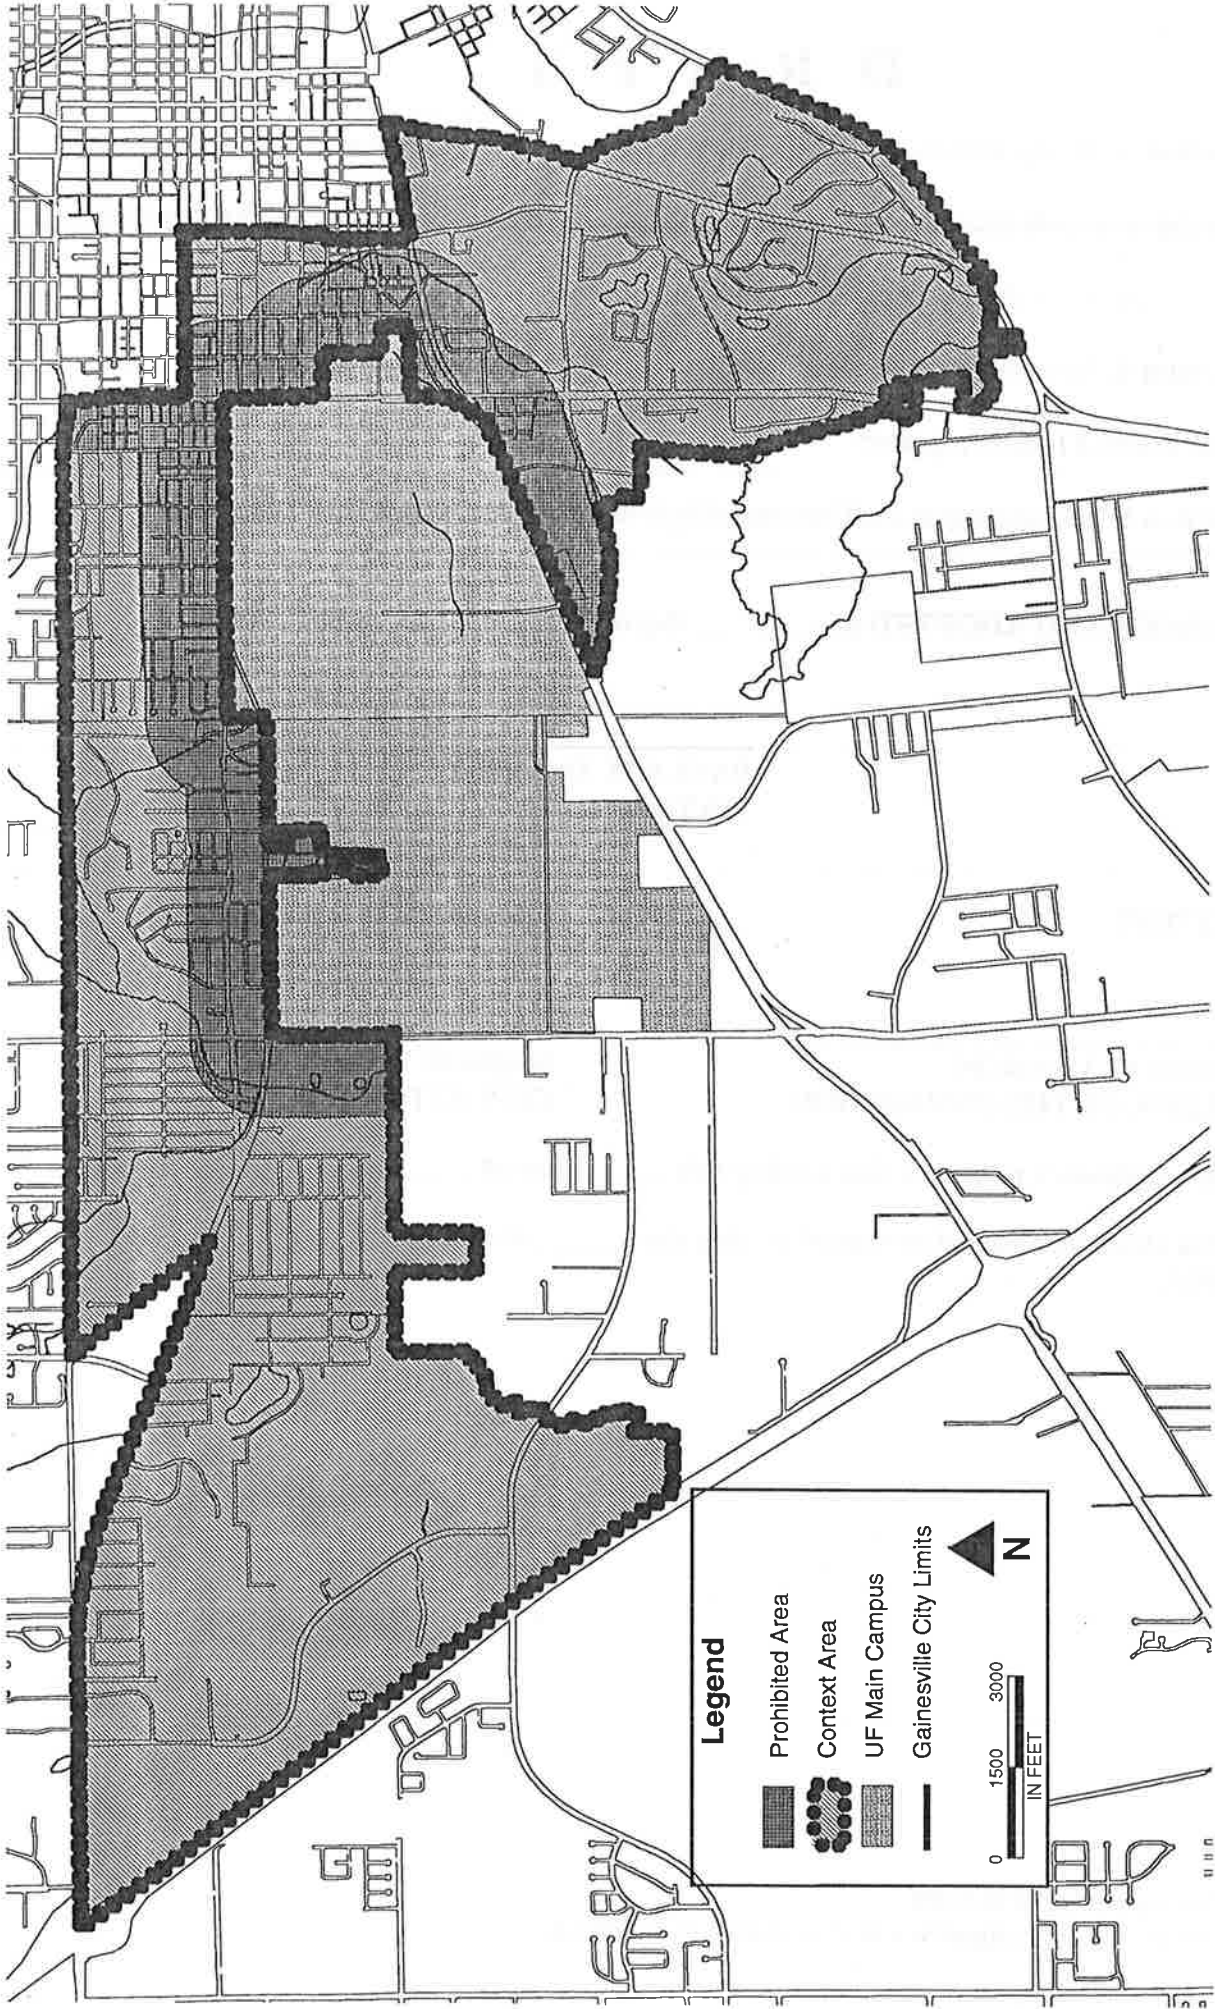 Legend
Prohibited Area
Context Area
UF Main Campus
Gainesville City Limits
N
0 1500 3000
IN FEET